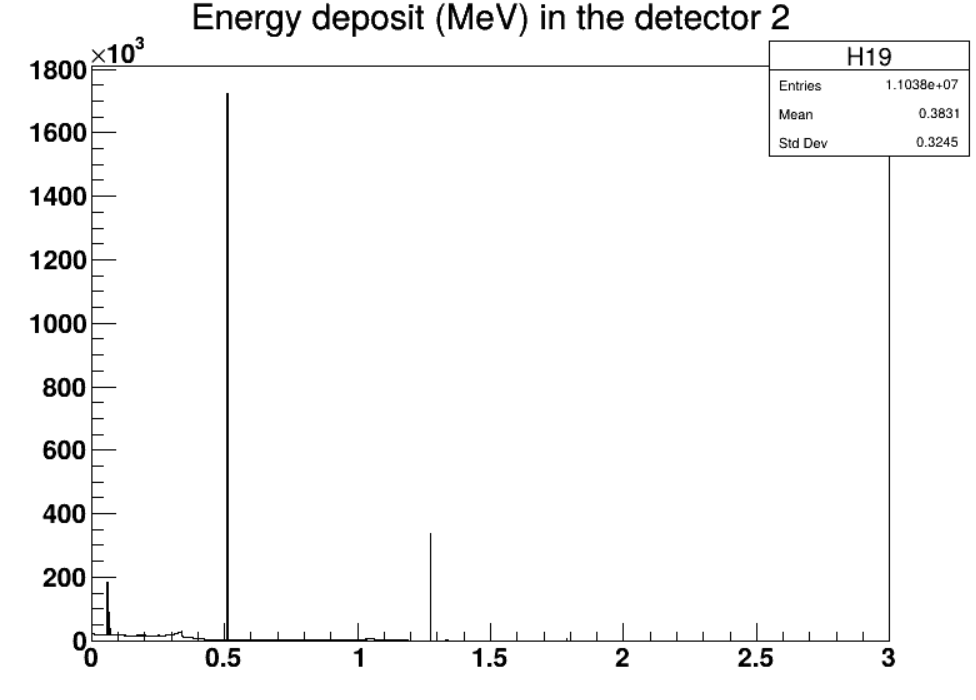 Energy deposit (MeV) in the detector 2
×10³
H19
Entries 1.1038e+07
Mean 0.3831
Std Dev 0.3245
1800
1600
1400
1200
1000
800
600
400
200
0
0 0.5 1 1.5 2 2.5 3